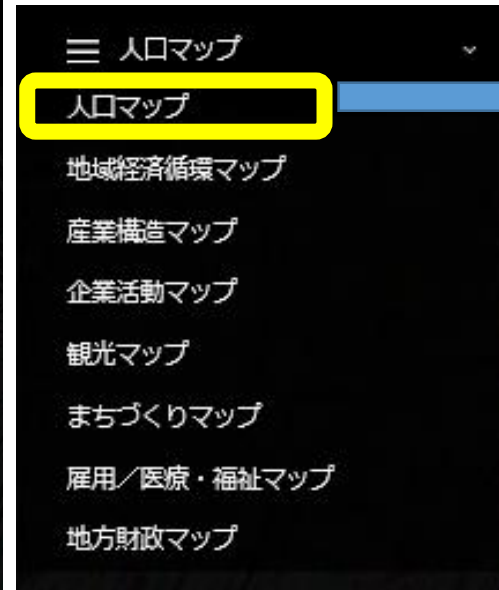 人口マップ
人口マップ
地域経済循環マップ
産業構造マップ
企業活動マップ
観光マップ
まちづくりマップ
雇用／医療・福祉マップ
地方財政マップ